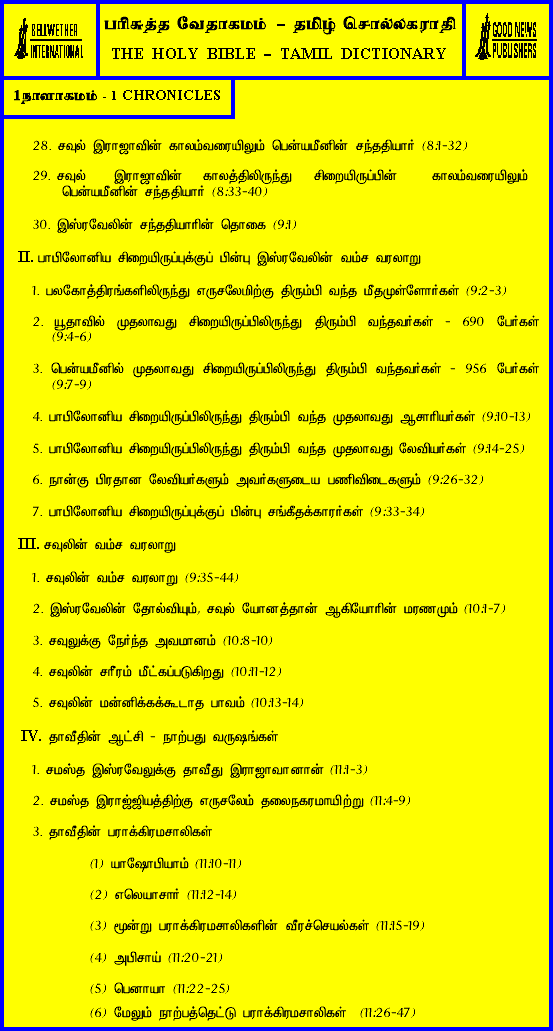 BELLWETHER
INTERNATIONAL
பரிசுத்த வேதாகமம் – தமிழ் சொல்லகராதி
THE HOLY BIBLE – TAMIL DICTIONARY
GOOD NEWS
PUBLISHERS
1நாளாகமம் - 1 CHRONICLES
28. சவுல் இராஜாவின் காலம்வரையிலும் பென்யமீனின் சந்ததியார் (8:1-32)
29. சவுல் இராஜாவின் காலத்திலிருந்து சிறையிருப்பின் காலம்வரையிலும்
பென்யமீனின் சந்ததியார் (8:33-40)
30. இஸ்ரவேலின் சந்ததியாரின் தொகை (9:1)
II. பாபிலோனிய சிறையிருப்புக்குப் பின்பு இஸ்ரவேலின் வம்ச வரலாறு
1. பலகோத்திரங்களிலிருந்து எருசலேமிற்கு திரும்பி வந்த மீதமுள்ளோர்கள் (9:2-3)
2. யூதாவில் முதலாவது சிறையிருப்பிலிருந்து திரும்பி வந்தவர்கள் - 690 பேர்கள்
(9:4-6)
3. பென்யமீனில் முதலாவது சிறையிருப்பிலிருந்து திரும்பி வந்தவர்கள் - 956 பேர்கள்
(9:7-9)
4. பாபிலோனிய சிறையிருப்பிலிருந்து திரும்பி வந்த முதலாவது ஆசாரியர்கள் (9:10-13)
5. பாபிலோனிய சிறையிருப்பிலிருந்து திரும்பி வந்த முதலாவது லேவியர்கள் (9:14-25)
6. நான்கு பிரதான லேவியர்களும் அவர்களுடைய பணிவிடைகளும் (9:26-32)
7. பாபிலோனிய சிறையிருப்புக்குப் பின்பு சங்கீதக்காரர்கள் (9:33-34)
III. சவுலின் வம்ச வரலாறு
1. சவுலின் வம்ச வரலாறு (9:35-44)
2. இஸ்ரவேலின் தோல்வியும், சவுல் யோனத்தான் ஆகியோரின் மரணமும் (10:1-7)
3. சவுலுக்கு நேர்ந்த அவமானம் (10:8-10)
4. சவுலின் சரீரம் மீட்கப்படுகிறது (10:11-12)
5. சவுலின் மன்னிக்கக்கூடாத பாவம் (10:13-14)
IV. தாவீதின் ஆட்சி - நாற்பது வருஷங்கள்
1. சமஸ்த இஸ்ரவேலுக்கு தாவீது இராஜாவானான் (11:1-3)
2. சமஸ்த இராஜ்ஜியத்திற்கு எருசலேம் தலைநகரமாயிற்று (11:4-9)
3. தாவீதின் பராக்கிரமசாலிகள்
(1) யாஷோபியாம் (11:10-11)
(2) எலெயாசார் (11:12-14)
(3) மூன்று பராக்கிரமசாலிகளின் வீரச்செயல்கள் (11:15-19)
(4) அபிசாய் (11:20-21)
(5) பெனாயா (11:22-25)
(6) மேலும் நாற்பத்தெட்டு பராக்கிரமசாலிகள் (11:26-47)